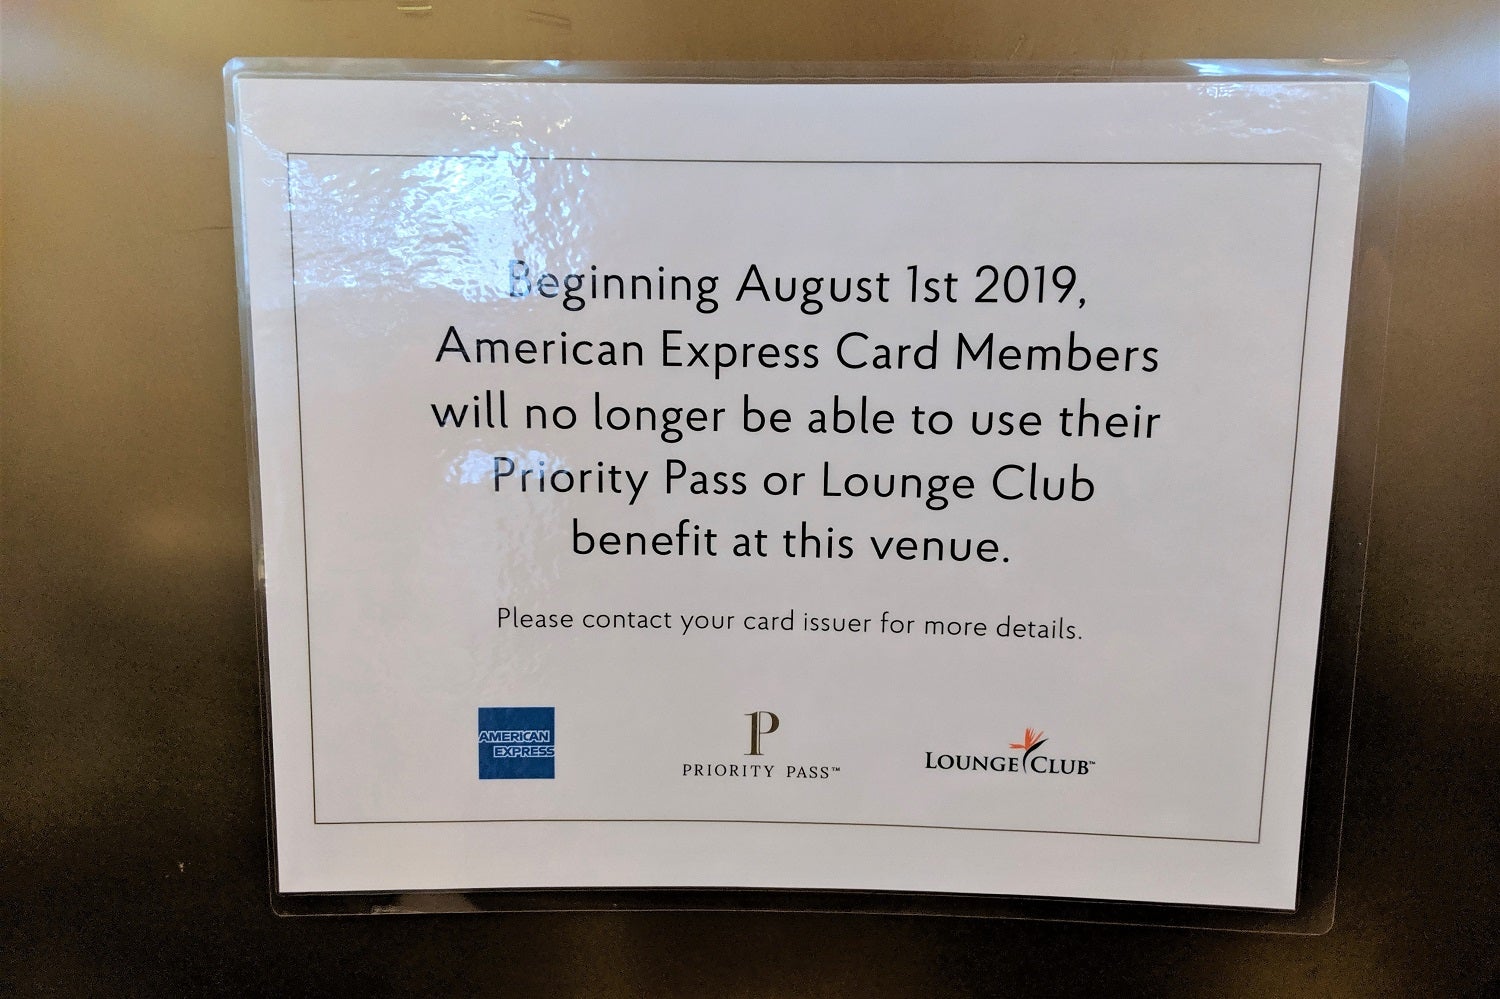 Beginning August 1st 2019,
American Express Card Members
will no longer be able to use their
Priority Pass or Lounge Club
benefit at this venue.
Please contact your card issuer for more details.
AMERICAN
EXPRESS
PRIORITY PASS™
LOUNGE CLUB™